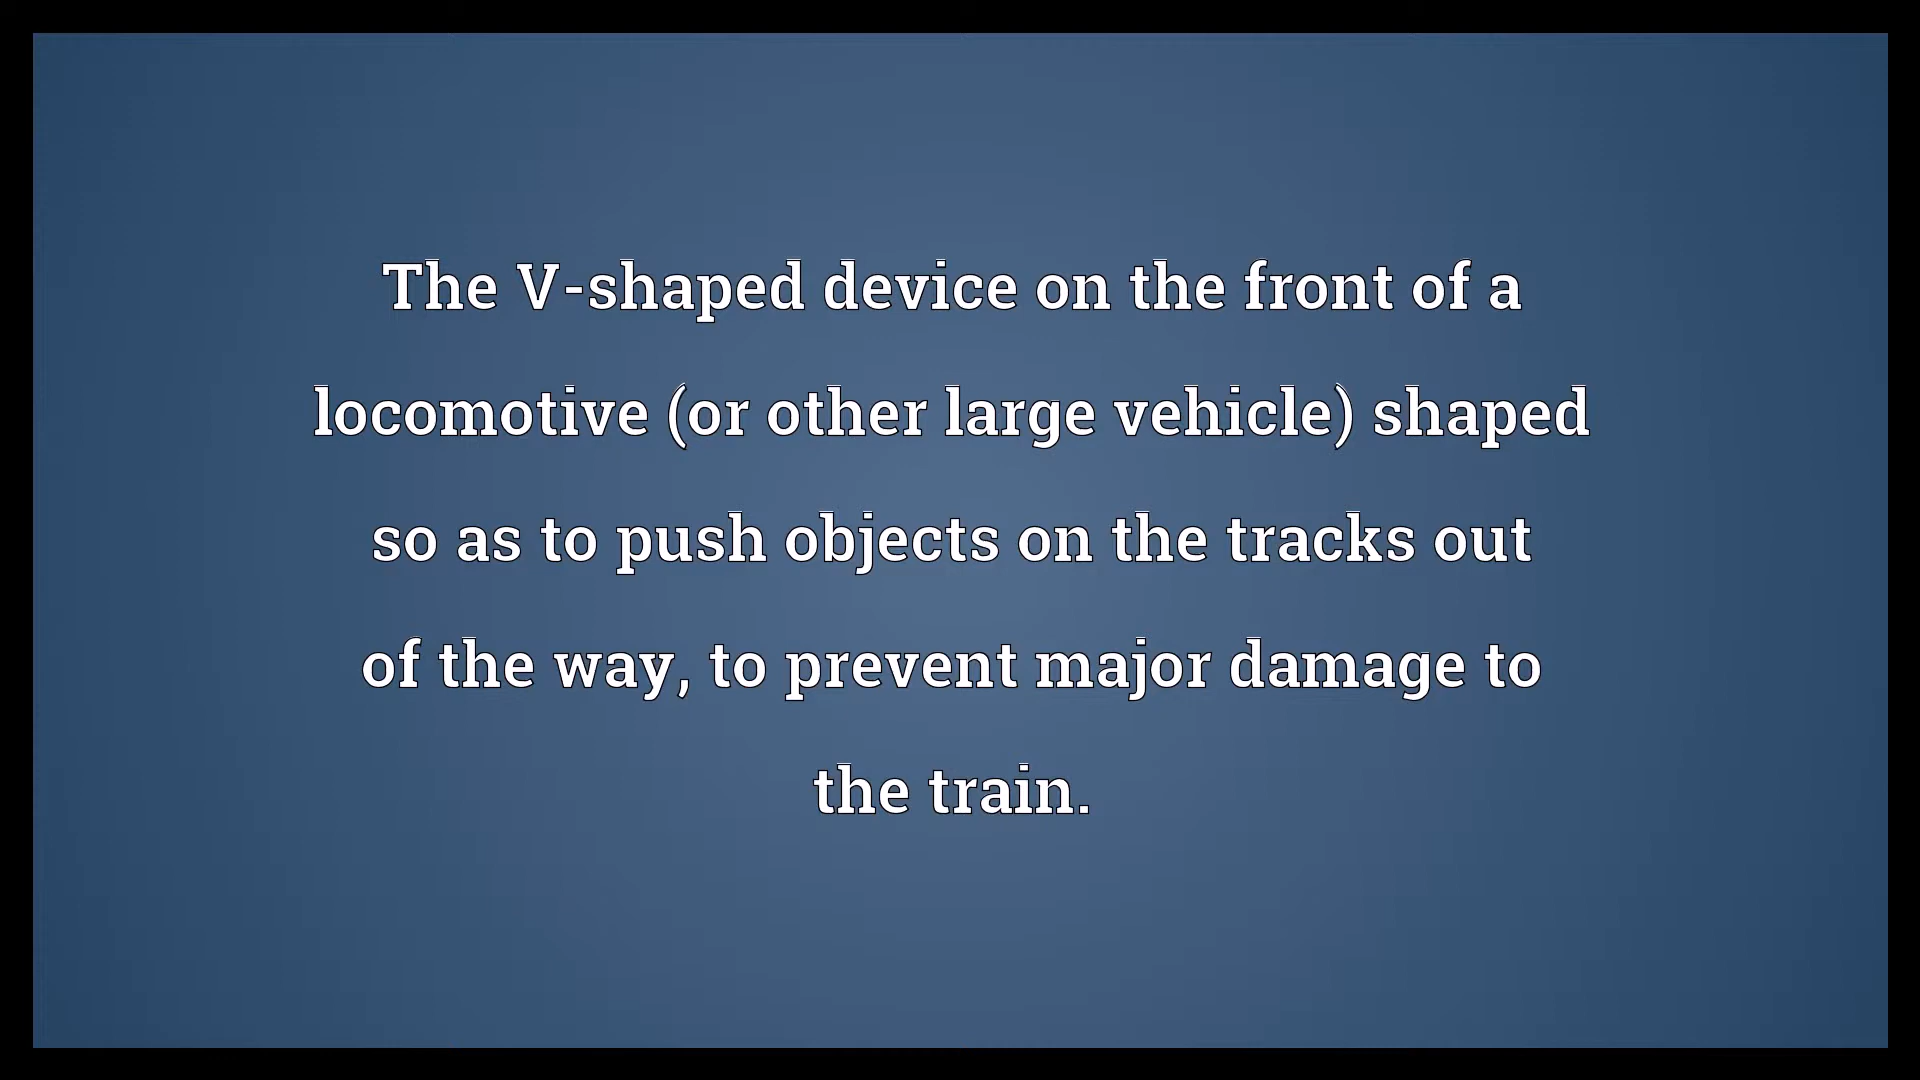 The V-shaped device on the front of a
locomotive (or other large vehicle) shaped
so as to push objects on the tracks out
of the way, to prevent major damage to
the train.